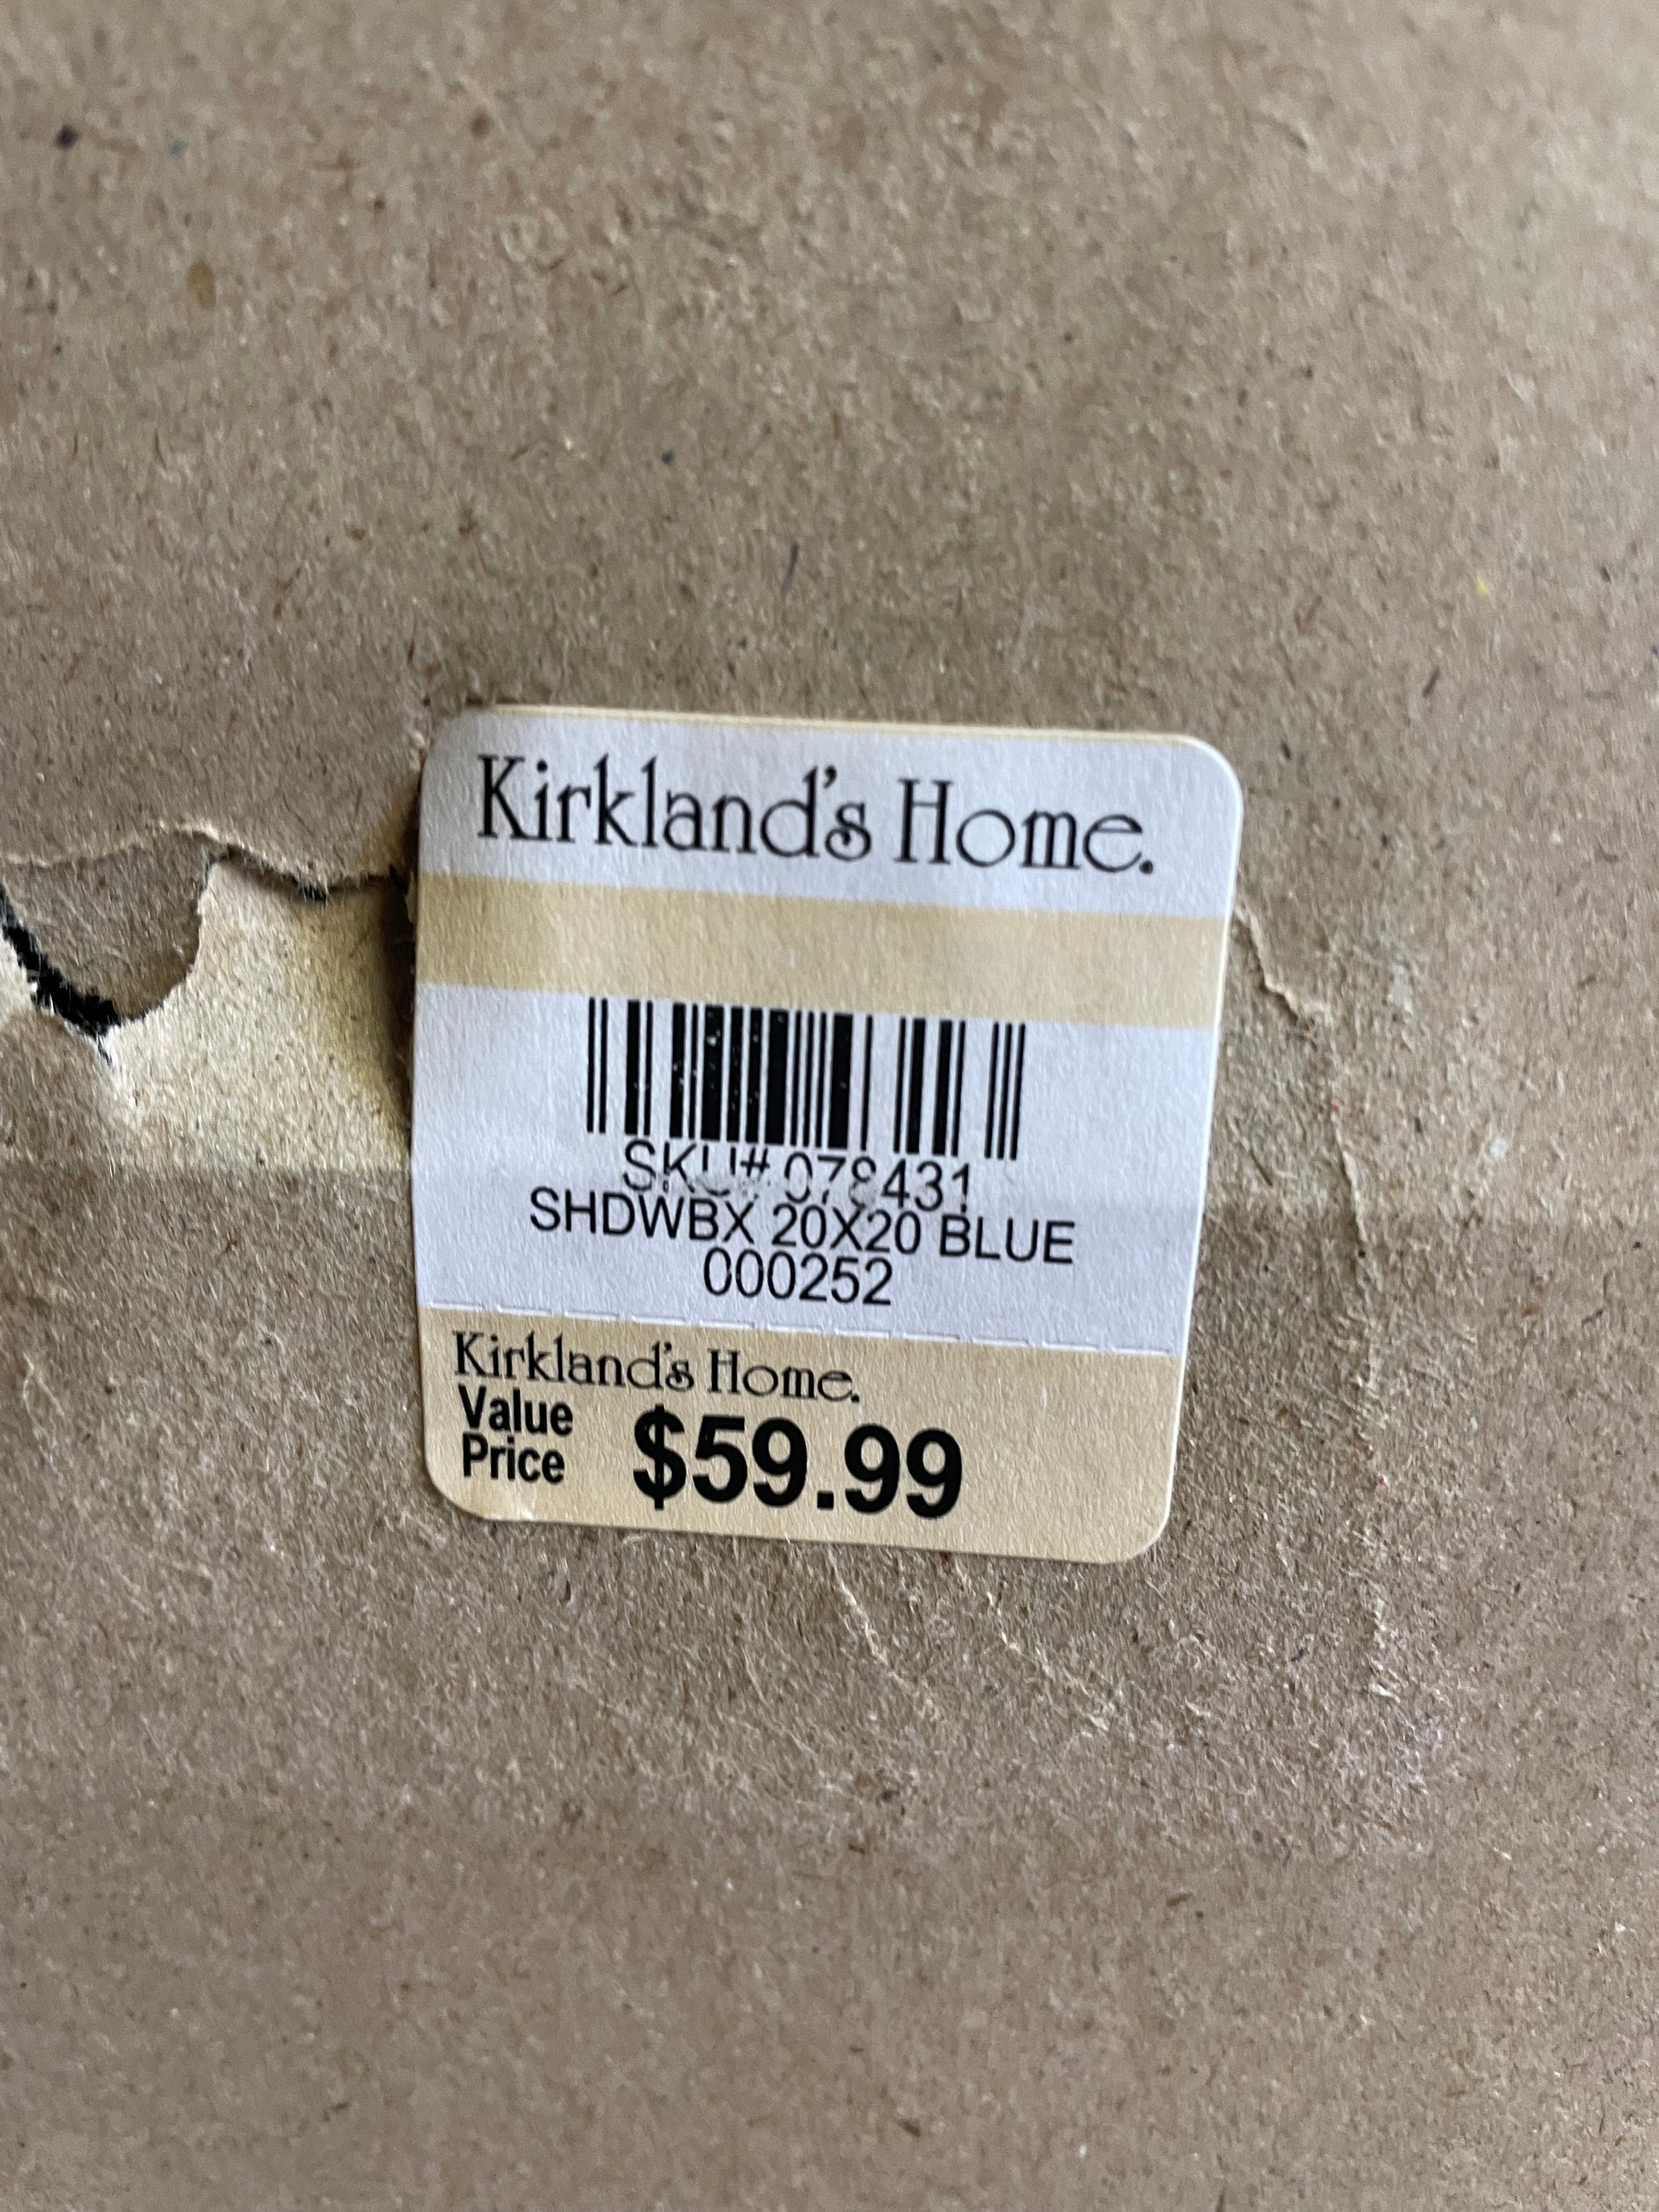 Kirkland's Home.
SKU# 078431
SHDWBX 20X20 BLUE
000252
Kirkland's Home.
Value
Price $59.99